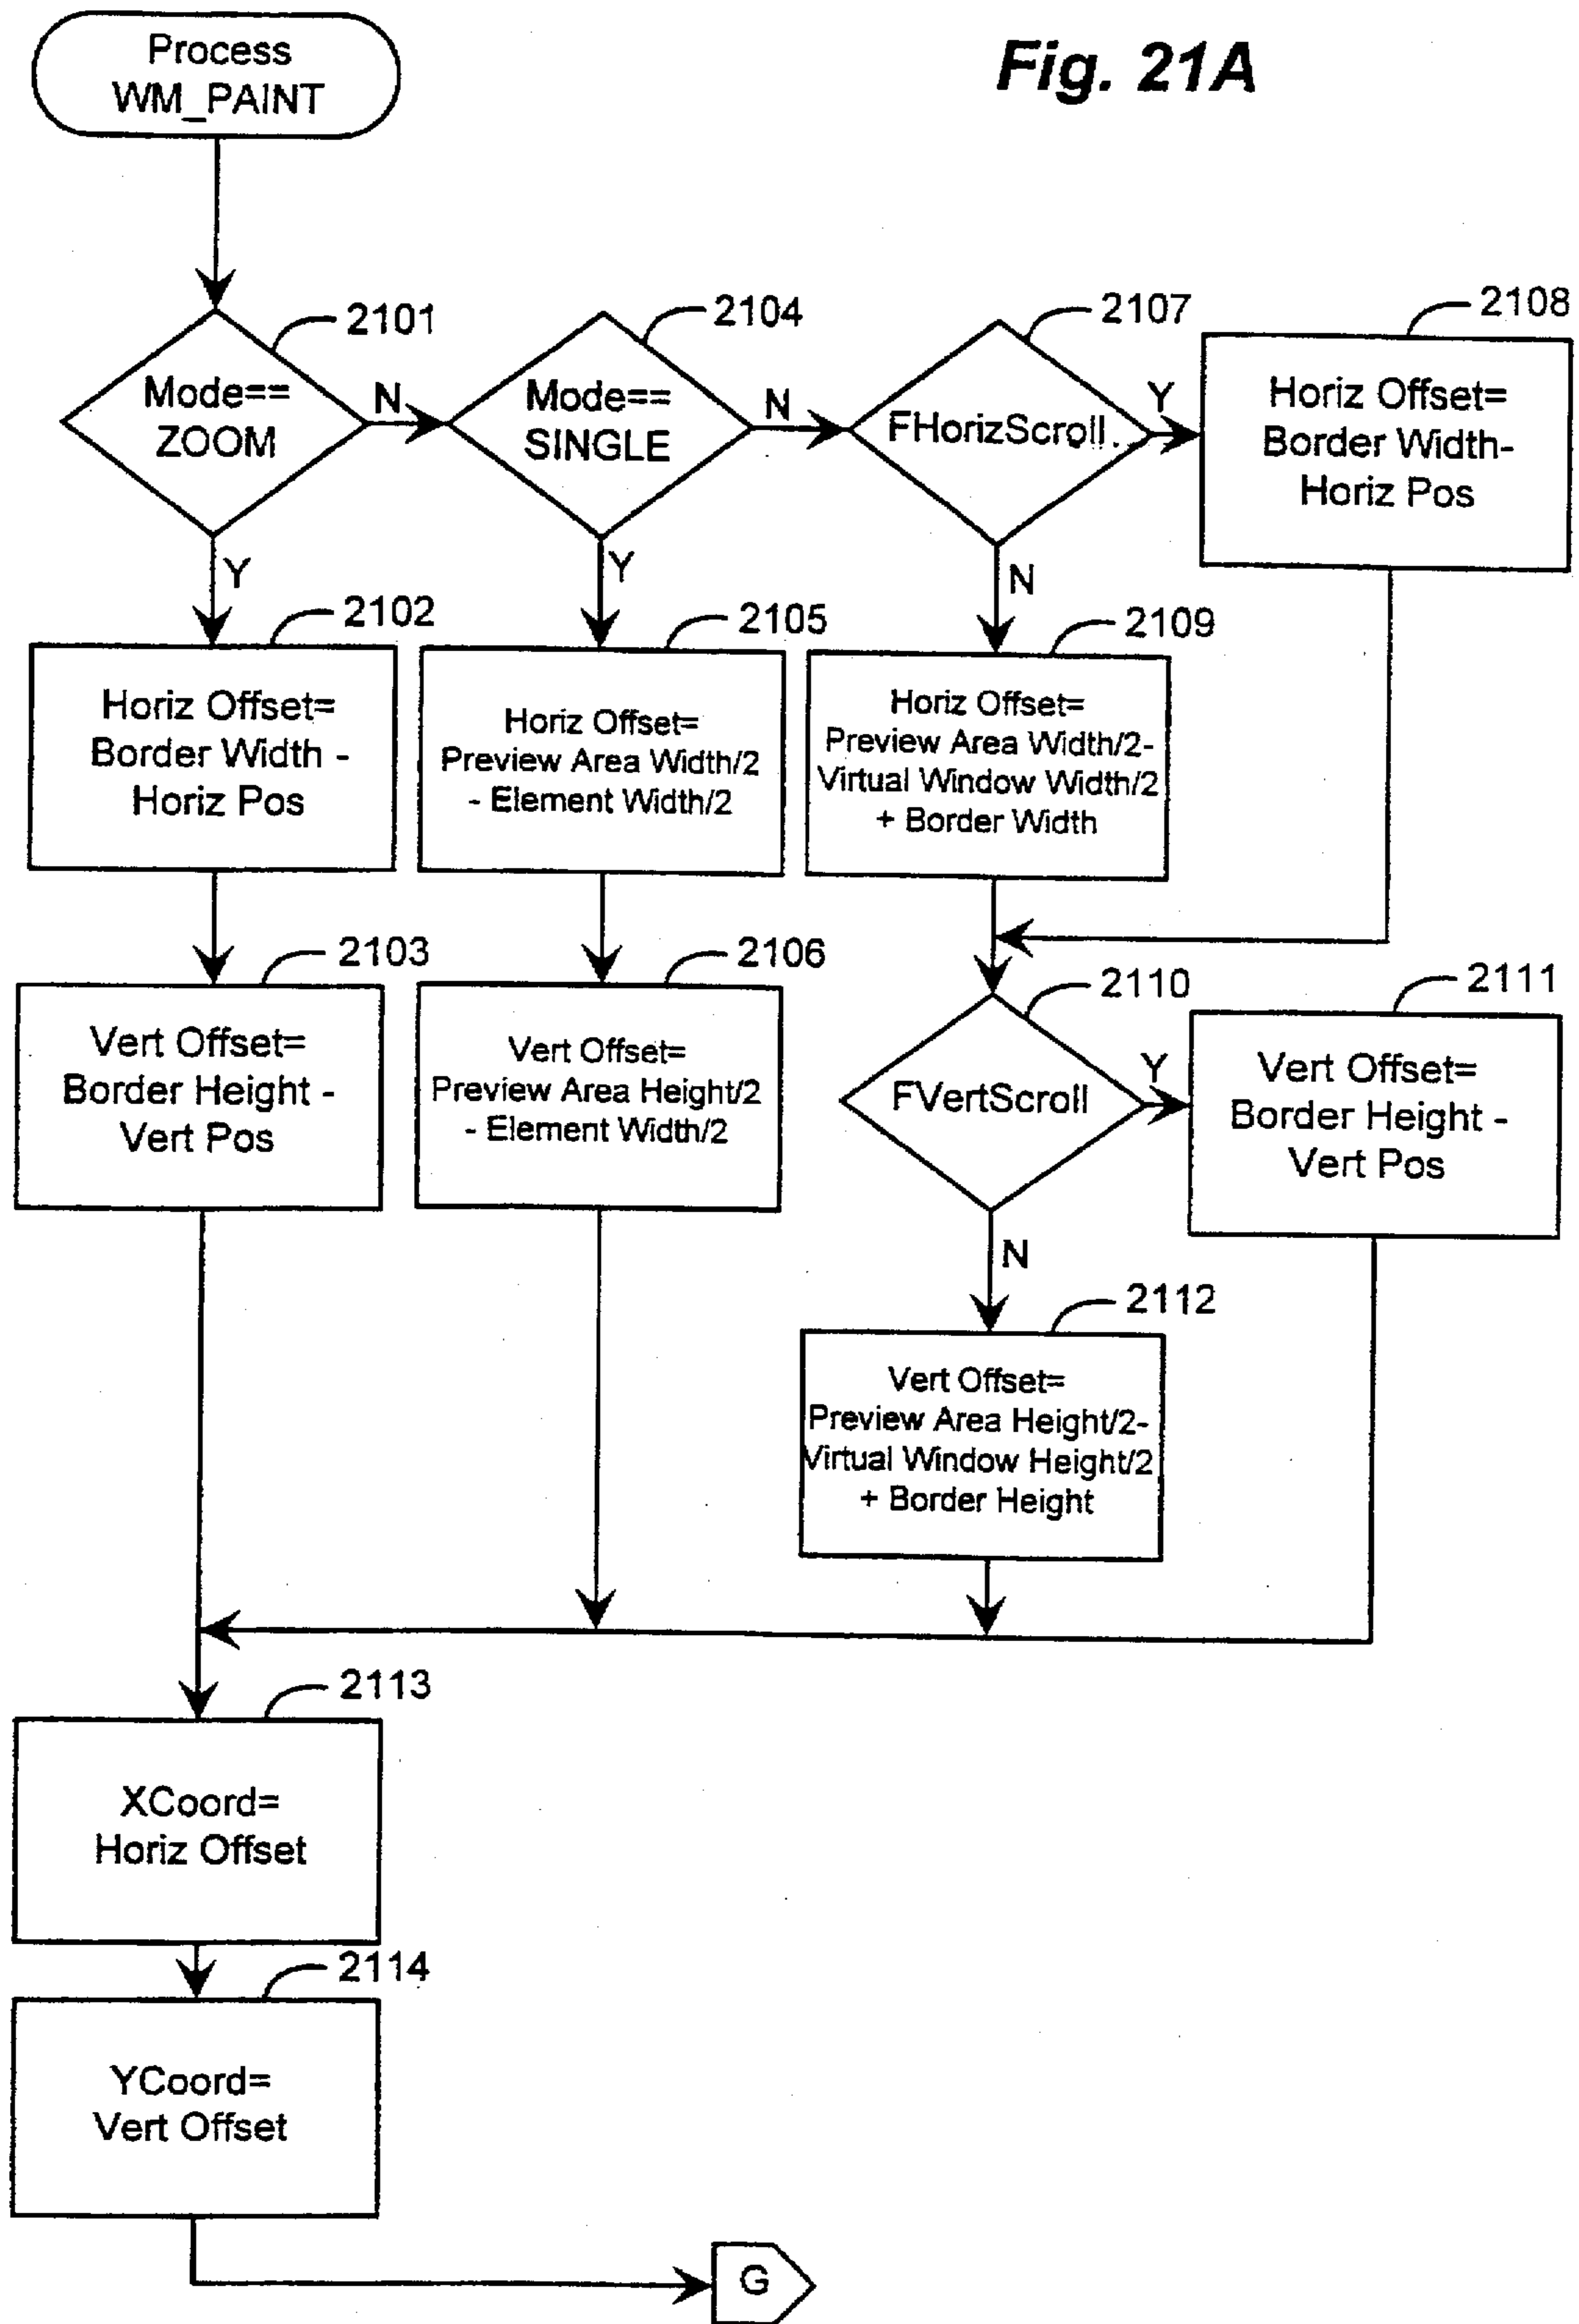 Process
WM_PAINT
Fig. 21A
2101
Mode==
ZOOM
N
Y
2104
Mode==
SINGLE
N
Y
2107
FHorizScroll
Y
N
2108
Horiz Offset=
Border Width-
Horiz Pos
2102
Horiz Offset=
Border Width -
Horiz Pos
2105
Horiz Offset=
Preview Area Width/2
- Element Width/2
2109
Horiz Offset=
Preview Area Width/2-
Virtual Window Width/2
+ Border Width
2103
Vert Offset=
Border Height -
Vert Pos
2106
Vert Offset=
Preview Area Height/2
- Element Width/2
2110
FVertScroll
Y
N
2111
Vert Offset=
Border Height -
Vert Pos
2112
Vert Offset=
Preview Area Height/2-
Virtual Window Height/2
+ Border Height
2113
XCoord=
Horiz Offset
2114
YCoord=
Vert Offset
G